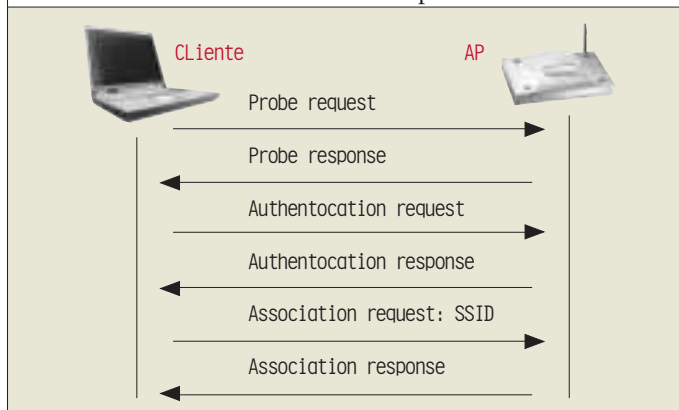 CLiente AP
Probe request
Probe response
Authentocation request
Authentocation response
Association request: SSID
Association response